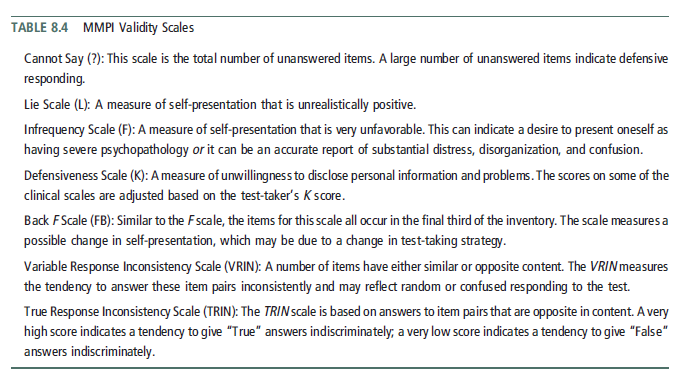 TABLE 8.4 MMPI Validity Scales
Cannot Say (?): This scale is the total number of unanswered items. A large number of unanswered items indicate defensive
responding.
Lie Scale (L): A measure of self-presentation that is unrealistically positive.
Infrequency Scale (F): A measure of self-presentation that is very unfavorable. This can indicate a desire to present oneself as
having severe psychopathology or it can be an accurate report of substantial distress, disorganization, and confusion.
Defensiveness Scale (K): A measure of unwillingness to disclose personal information and problems. The scores on some of the
clinical scales are adjusted based on the test-taker's K score.
Back F Scale (FB): Similar to the F scale, the items for this scale all occur in the final third of the inventory. The scale measures a
possible change in self-presentation, which may be due to a change in test-taking strategy.
Variable Response Inconsistency Scale (VRIN): A number of items have either similar or opposite content. The VRIN measures
the tendency to answer these item pairs inconsistently and may reflect random or confused responding to the test.
True Response Inconsistency Scale (TRIN): The TRIN scale is based on answers to item pairs that are opposite in content. A very
high score indicates a tendency to give "True" answers indiscriminately; a very low score indicates a tendency to give "False"
answers indiscriminately.